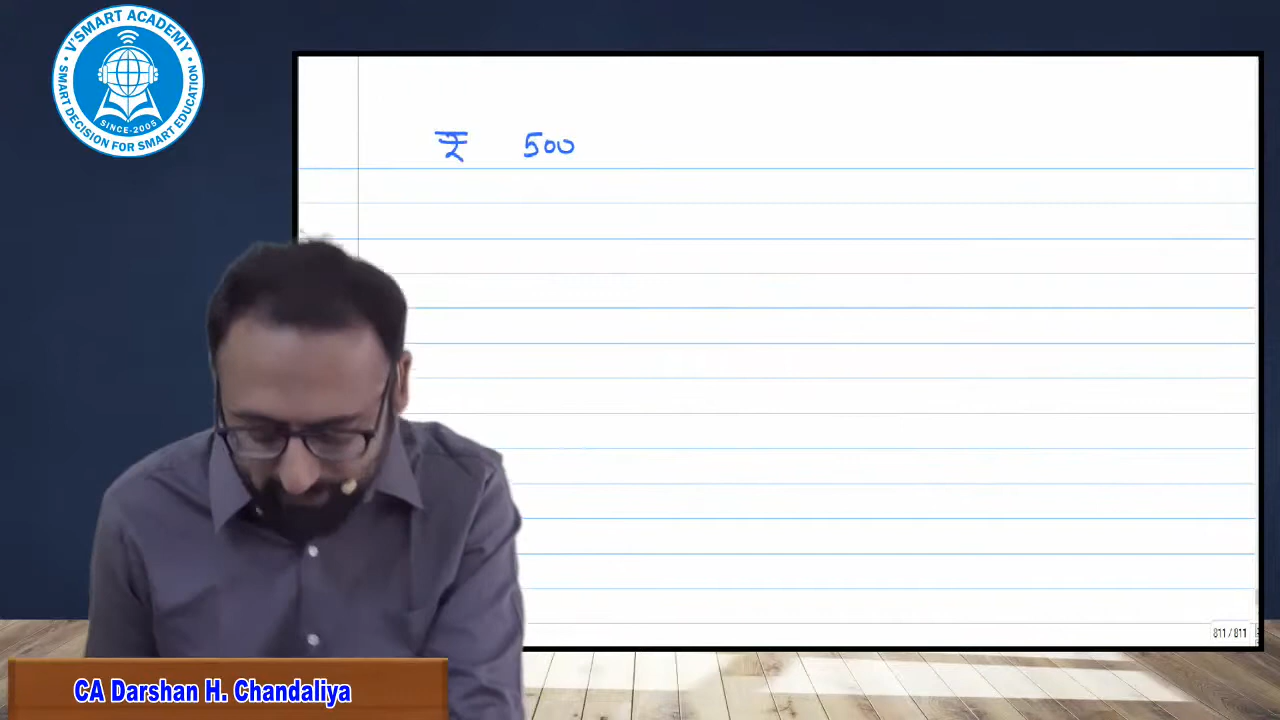 V'SMART ACADEMY
SMART DECISION FOR SMART EDUCATION
SINCE-2005
₹ 500
811 / 811
CA Darshan H. Chandaliya